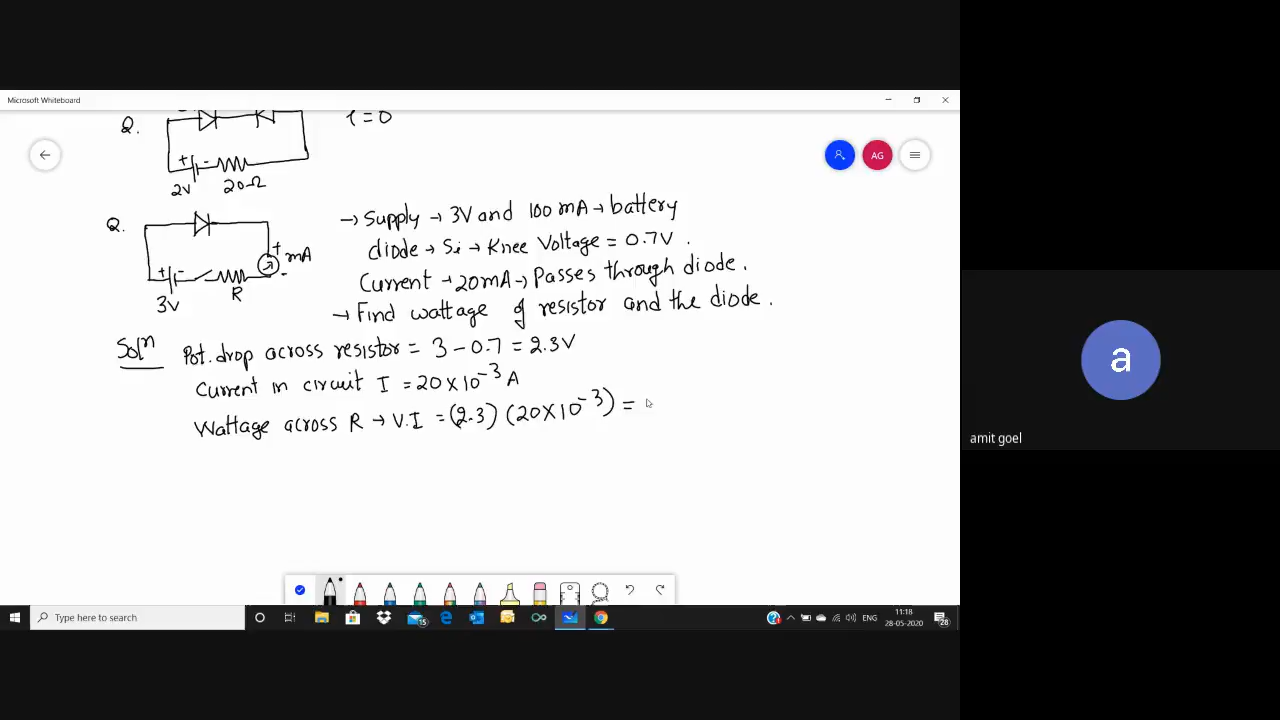 Microsoft Whiteboard
Q.
i = 0
+ -
2V 20Ω
AG
Q.
+ mA -
+ -
3V R
→ Supply → 3V and 100 mA → battery
diode → Si → Knee Voltage = 0.7V.
Current → 20mA → Passes through diode.
→ Find wattage of resistor and the diode.
Solⁿ
Pot. drop across resistor = 3 - 0.7 = 2.3V
Current in circuit I = 20 × 10⁻³ A
Wattage across R → V.I = (2.3) (20×10⁻³) =
a
amit goel
Type here to search
15
ENG
11:18
28-05-2020
28